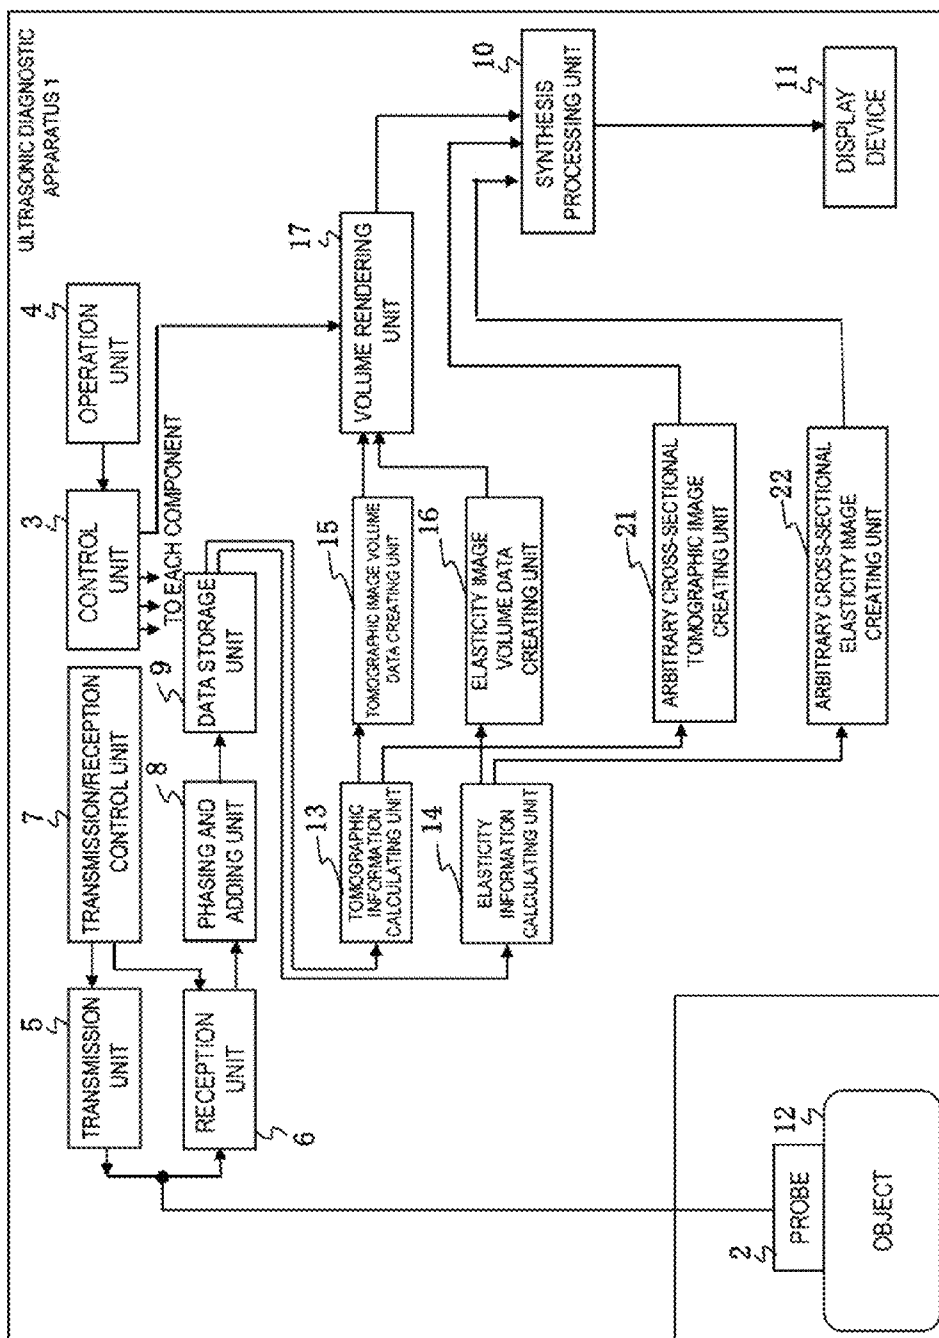 ULTRASONIC DIAGNOSTIC
APPARATUS 1
5
TRANSMISSION
UNIT
7
TRANSMISSION/RECEPTION
CONTROL UNIT
3
CONTROL
UNIT
4
OPERATION
UNIT
TO EACH COMPONENT
6
RECEPTION
UNIT
8
PHASING AND
ADDING UNIT
9
DATA STORAGE
UNIT
13
TOMOGRAPHIC
INFORMATION
CALCULATING UNIT
15
TOMOGRAPHIC IMAGE VOLUME
DATA CREATING UNIT
17
VOLUME RENDERING
UNIT
14
ELASTICITY
INFORMATION
CALCULATING UNIT
16
ELASTICITY IMAGE
VOLUME DATA
CREATING UNIT
10
SYNTHESIS
PROCESSING UNIT
21
ARBITRARY CROSS-SECTIONAL
TOMOGRAPHIC IMAGE
CREATING UNIT
22
ARBITRARY CROSS-SECTIONAL
ELASTICITY IMAGE
CREATING UNIT
11
DISPLAY
DEVICE
2
PROBE
12
OBJECT